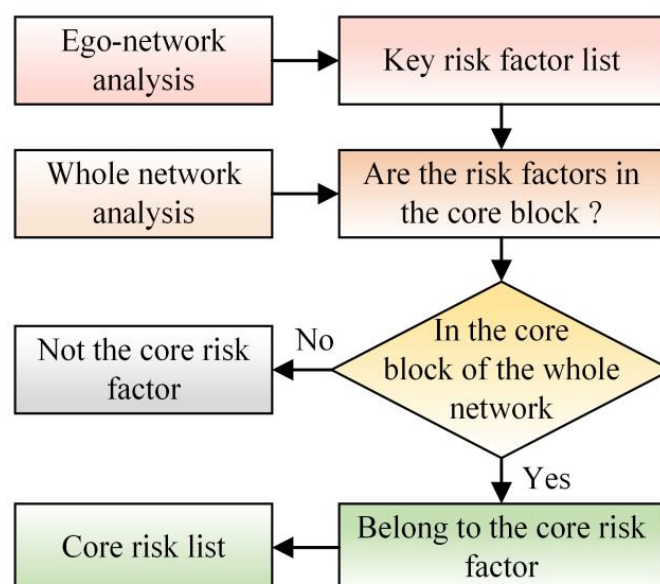 Ego-network
analysis
Key risk factor list
Whole network
analysis
Are the risk factors in
the core block ?
In the core
block of the whole
network
No
Not the core risk
factor
Yes
Belong to the core risk
factor
Core risk list